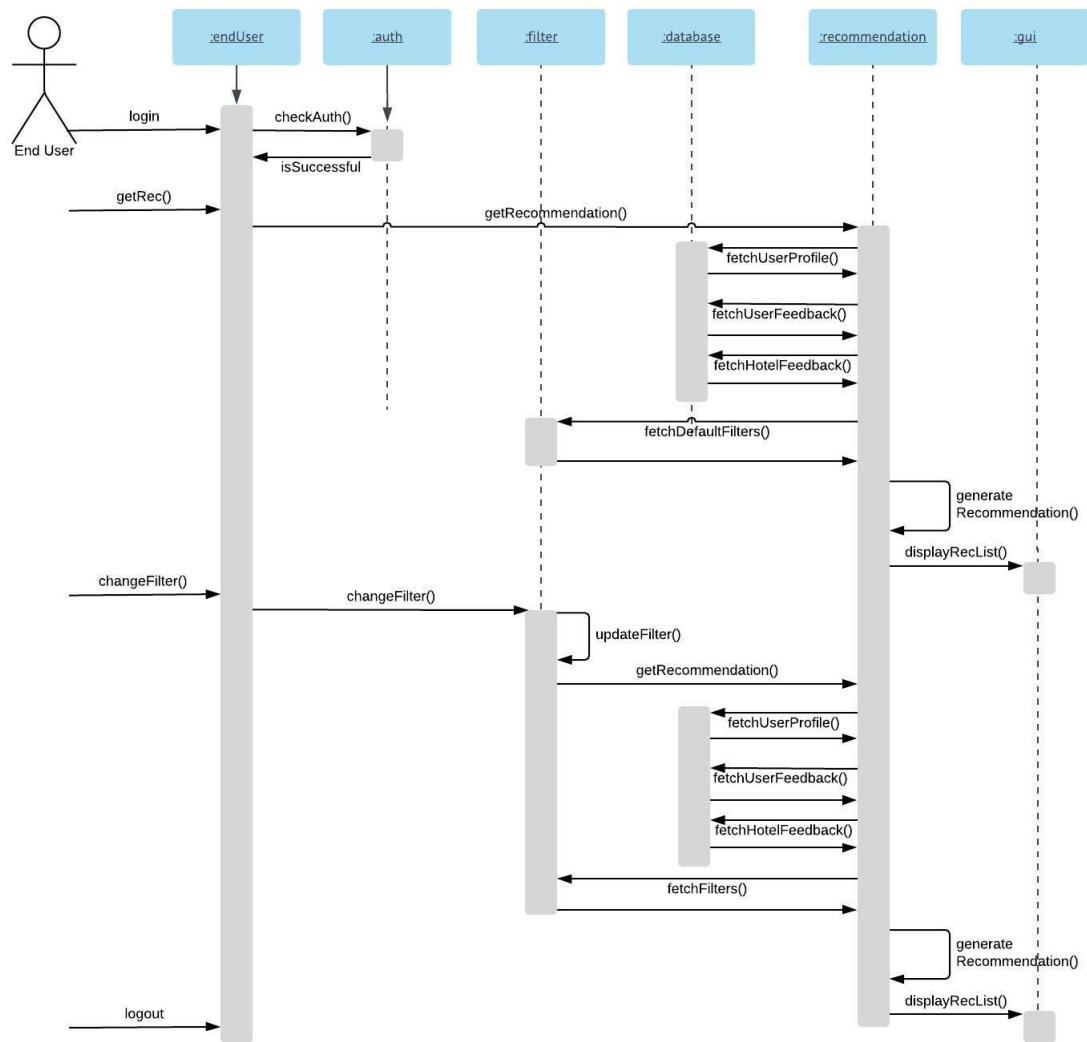 :endUser
:auth
:filter
:database
:recommendation
:gui
End User
login
checkAuth()
isSuccessful
getRec()
getRecommendation()
fetchUserProfile()
fetchUserFeedback()
fetchHotelFeedback()
fetchDefaultFilters()
generate
Recommendation()
displayRecList()
changeFilter()
changeFilter()
updateFilter()
getRecommendation()
fetchUserProfile()
fetchUserFeedback()
fetchHotelFeedback()
fetchFilters()
generate
Recommendation()
displayRecList()
logout